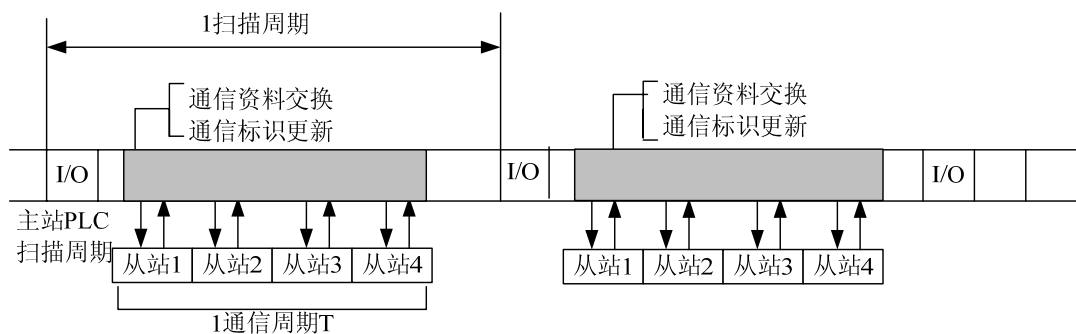 1扫描周期
通信资料交换
通信标识更新
通信资料交换
通信标识更新
I/O
I/O
I/O
主站PLC
扫描周期
从站1
从站2
从站3
从站4
从站1
从站2
从站3
从站4
1通信周期T